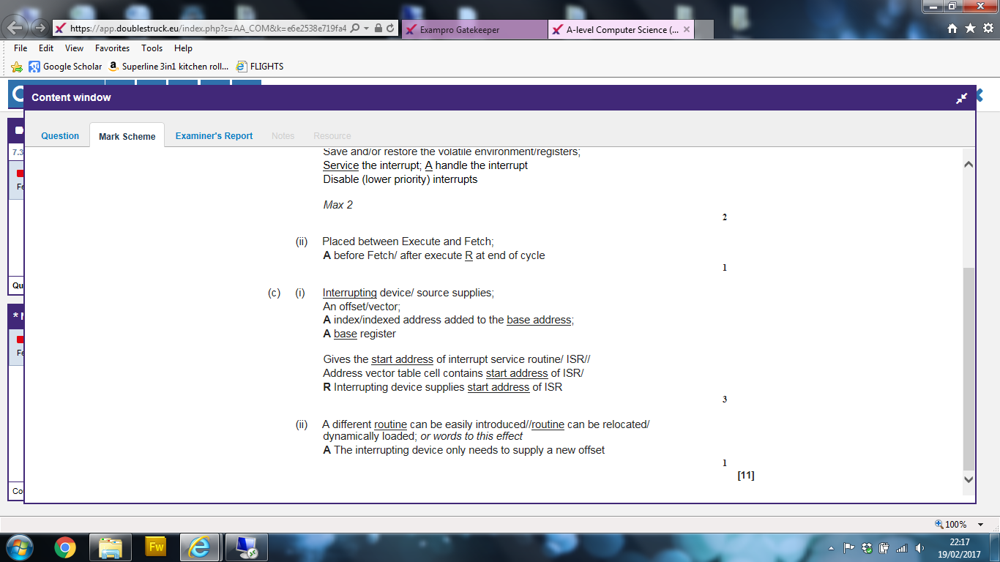 https://app.doublestruck.eu/index.php?s=AA_COM&k=e6e2538e719fa4
Exampro Gatekeeper
A-level Computer Science (...
File Edit View Favorites Tools Help
Google Scholar Superline 3in1 kitchen roll... FLIGHTS
Content window
Question Mark Scheme Examiner's Report Notes Resource
7.3
Fe
Qu
* N
Fe
Co
Save and/or restore the volatile environment/registers;
Service the interrupt; A handle the interrupt
Disable (lower priority) interrupts
Max 2
2
(ii) Placed between Execute and Fetch;
A before Fetch/ after execute R at end of cycle
1
(c) (i) Interrupting device/ source supplies;
An offset/vector;
A index/indexed address added to the base address;
A base register
Gives the start address of interrupt service routine/ ISR//
Address vector table cell contains start address of ISR/
R Interrupting device supplies start address of ISR
3
(ii) A different routine can be easily introduced//routine can be relocated/
dynamically loaded; or words to this effect
A The interrupting device only needs to supply a new offset
1
[11]
100%
Fw
22:17
19/02/2017